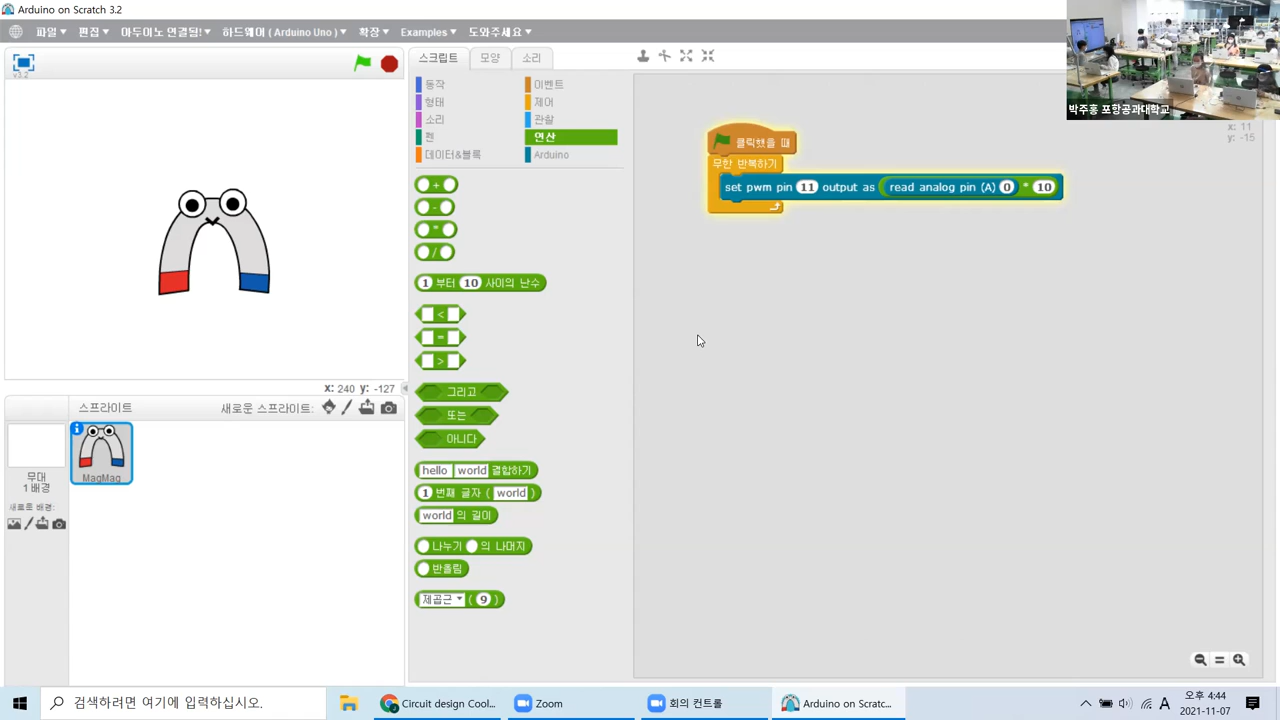 Arduino on Scratch 3.2
파일 편집 아두이노 연결됨! 하드웨어 ( Arduino Uno ) 확장 Examples 도와주세요
v3.2
x: 240 y: -127
스프라이트 새로운 스프라이트:
무대
1 배경
새로운 배경:
MagMag
스크립트 모양 소리
동작 이벤트
형태 제어
소리 관찰
펜 연산
데이터&블록 Arduino
+
-
*
/
1 부터 10 사이의 난수
<
=
>
그리고
또는
아니다
hello world 결합하기
1 번째 글자 ( world )
world 의 길이
나누기 의 나머지
반올림
제곱근 ( 9 )
클릭했을 때
무한 반복하기
set pwm pin 11 output as read analog pin (A) 0 * 10
박주홍 포항공과대학교
x: 11
y: -15
검색하려면 여기에 입력하십시오.
Circuit design Cool...
Zoom
회의 컨트롤
Arduino on Scratc...
A
오후 4:44
2021-11-07